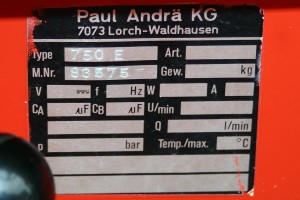 Paul Andrä KG
7073 Lorch-Waldhausen
Type 750 E Art.
M.Nr. 83575 Gew. kg
V f Hz W A
CA µF CB µF U/min
Q l/min
p bar Temp./max. °C